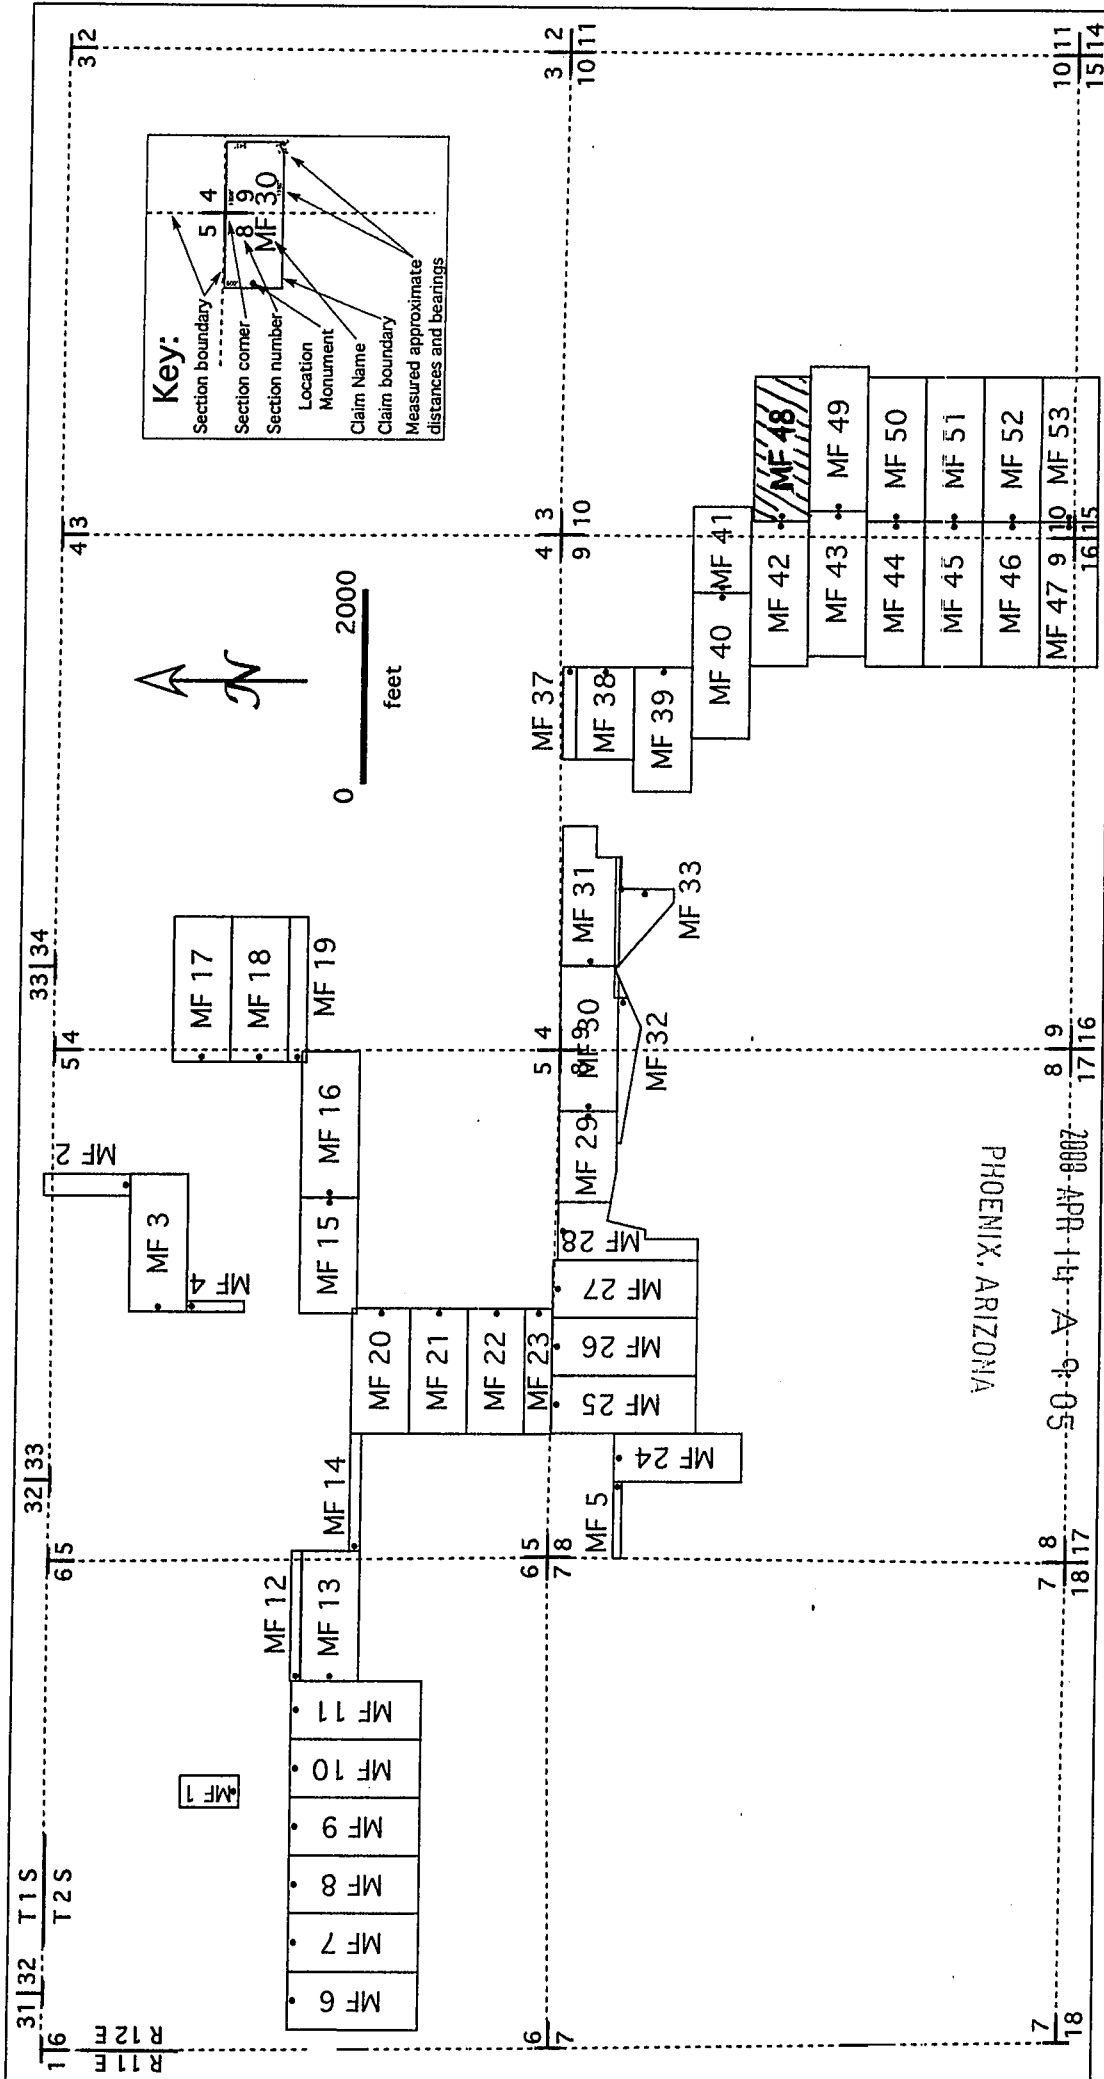 31 | 32 T1S
T2S
32 | 33
33 | 34
1 | 6
R11E
R12E
6 | 5
5 | 4
4 | 3
3 | 2
MF 1
MF 2
MF 3
MF 4
MF 17
MF 18
MF 19
MF 6
MF 7
MF 8
MF 9
MF 10
MF 11
MF 12
MF 13
MF 14
MF 15
MF 16
MF 20
MF 21
MF 22
MF 23
0 2000
feet
N
Key:
Section boundary
Section corner
Section number
Location
Monument
Claim Name
Claim boundary
Measured approximate
distances and bearings
5 4
8 9
MF 30
6
7
6 5
7 8
5 4
8 9
4 3
9 10
3 2
10 11
MF 5
MF 24
MF 25
MF 26
MF 27
MF 28
MF 29
MF 30
MF 31
MF 32
MF 33
MF 37
MF 38
MF 39
MF 40
MF 41
MF 42
MF 48
MF 43
MF 49
MF 44
MF 50
MF 45
MF 51
MF 46
MF 52
MF 47
MF 53
7
18
7 8
18 17
8 9
17 16
9 10
16 15
10 11
15 14
PHOENIX, ARIZONA
2000 APR 14 A 9:05